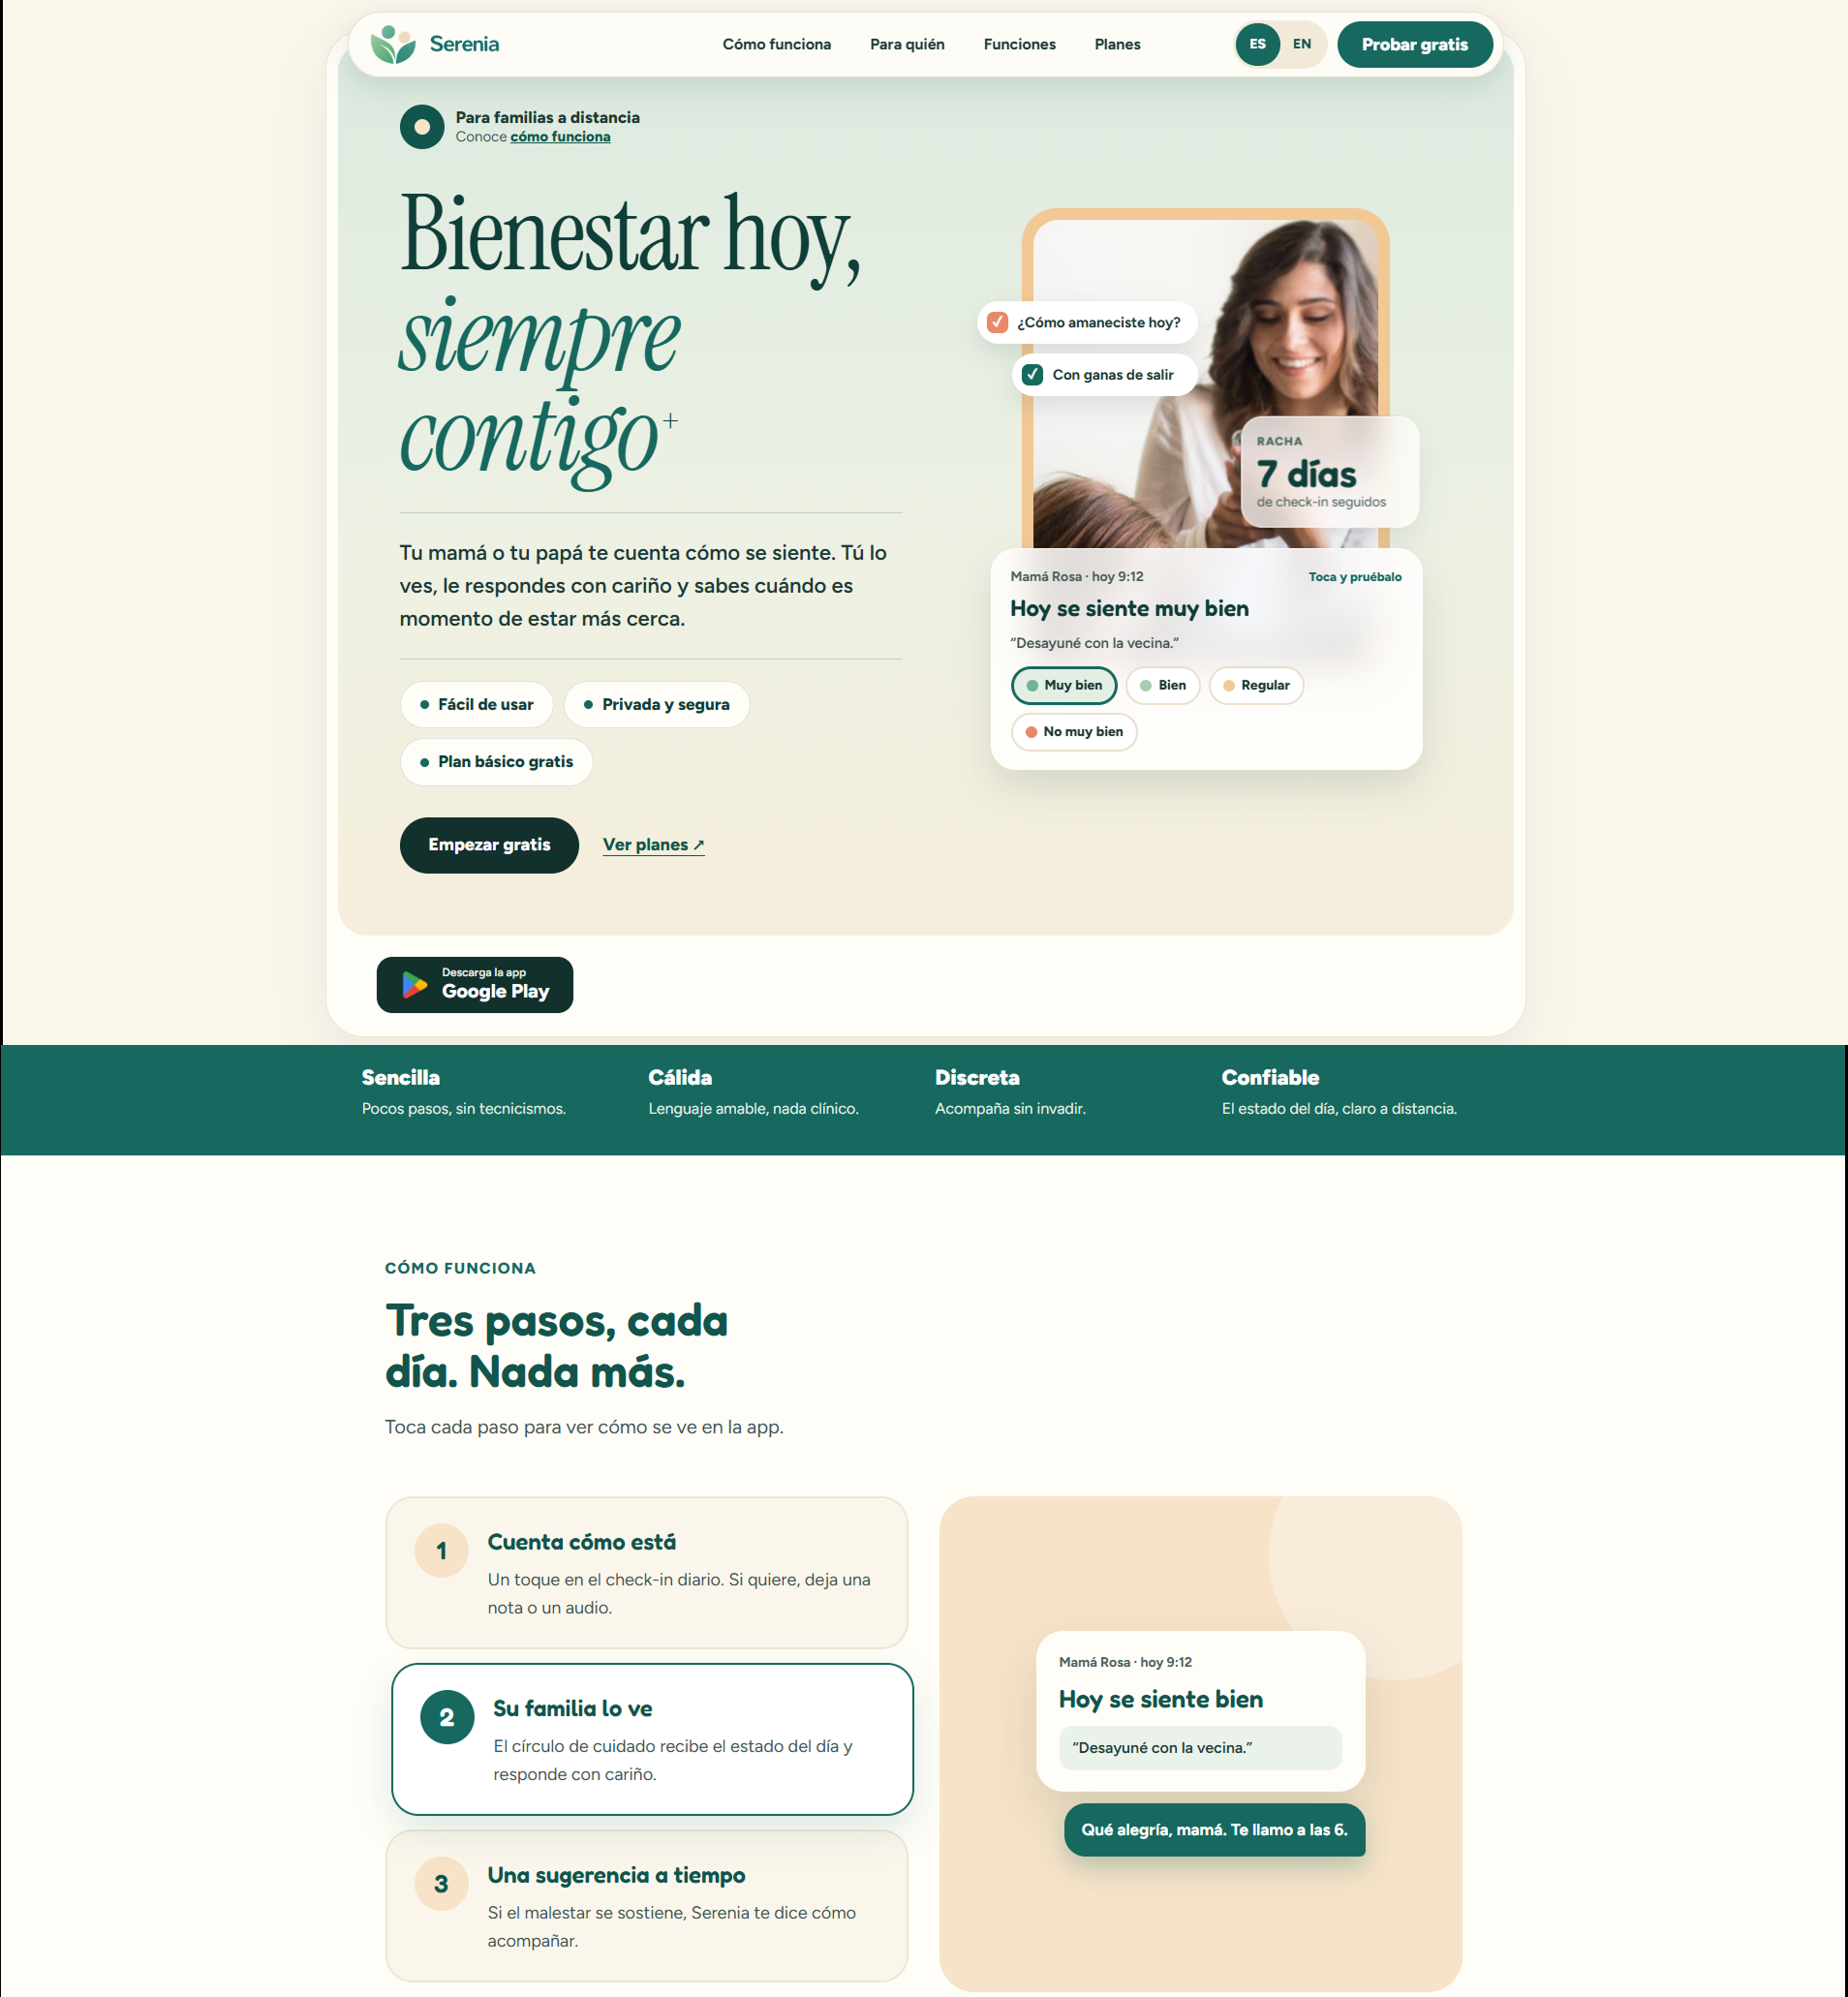 Serenia
Cómo funciona
Para quién
Funciones
Planes
ES
EN
Probar gratis
Para familias a distancia
Conoce cómo funciona
Bienestar hoy,
siempre
contigo+
Tu mamá o tu papá te cuenta cómo se siente. Tú lo
ves, le respondes con cariño y sabes cuándo es
momento de estar más cerca.
Fácil de usar
Privada y segura
Plan básico gratis
Empezar gratis
Ver planes ↗
¿Cómo amaneciste hoy?
Con ganas de salir
RACHA
7 días
de check-in seguidos
Mamá Rosa · hoy 9:12
Toca y pruébalo
Hoy se siente muy bien
“Desayuné con la vecina.”
Muy bien
Bien
Regular
No muy bien
Descarga la app
Google Play
Sencilla
Pocos pasos, sin tecnicismos.
Cálida
Lenguaje amable, nada clínico.
Discreta
Acompaña sin invadir.
Confiable
El estado del día, claro a distancia.
CÓMO FUNCIONA
Tres pasos, cada
día. Nada más.
Toca cada paso para ver cómo se ve en la app.
1
Cuenta cómo está
Un toque en el check-in diario. Si quiere, deja una
nota o un audio.
2
Su familia lo ve
El círculo de cuidado recibe el estado del día y
responde con cariño.
3
Una sugerencia a tiempo
Si el malestar se sostiene, Serenia te dice cómo
acompañar.
Mamá Rosa · hoy 9:12
Hoy se siente bien
“Desayuné con la vecina.”
Qué alegría, mamá. Te llamo a las 6.